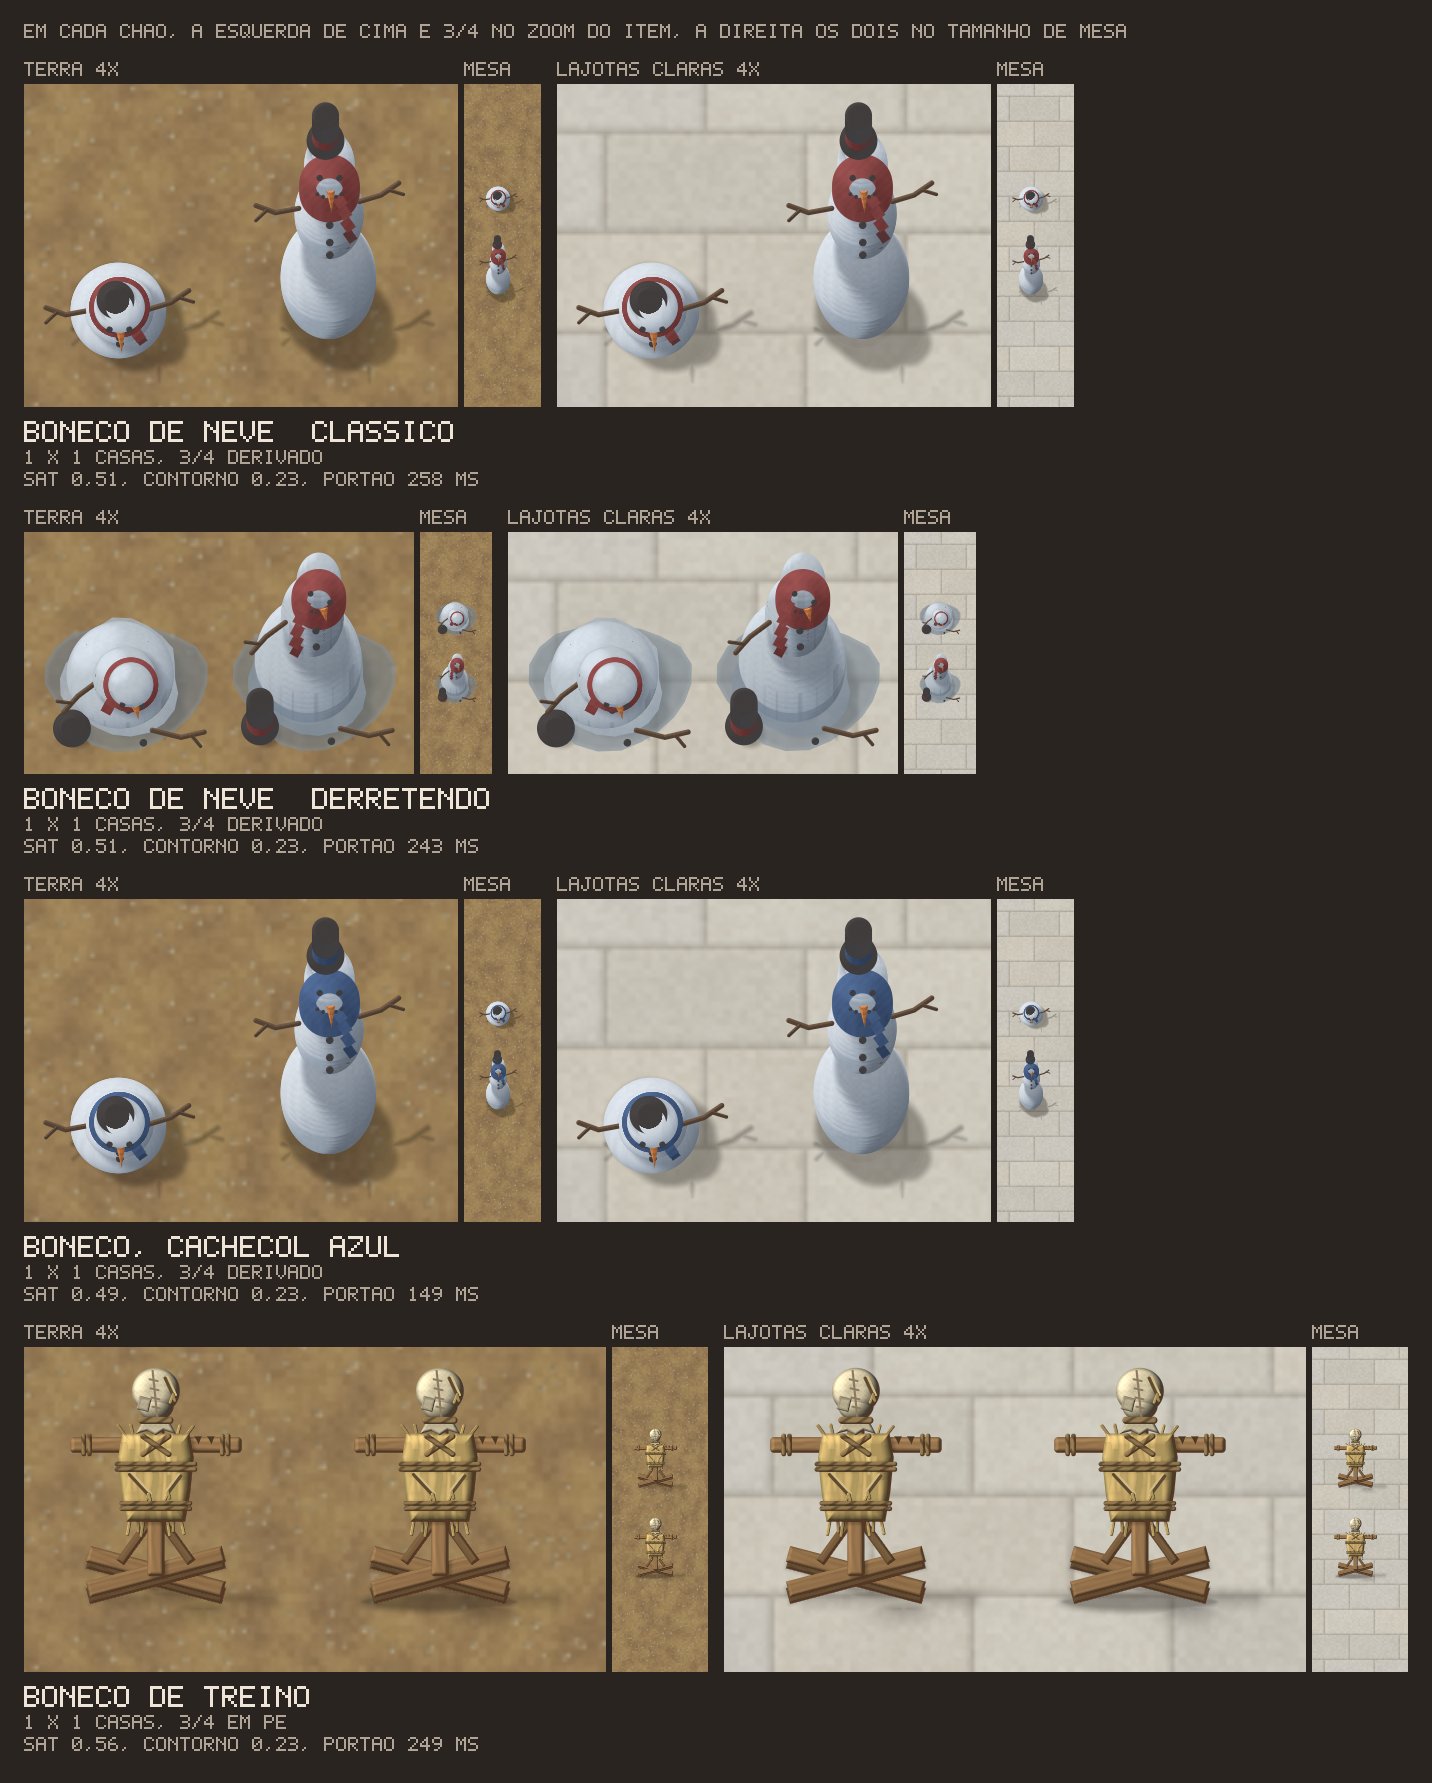 EM CADA CHAO, A ESQUERDA DE CIMA E 3/4 NO ZOOM DO ITEM, A DIREITA OS DOIS NO TAMANHO DE MESA
TERRA 4X MESA LAJOTAS CLARAS 4X MESA
BONECO DE NEVE  CLASSICO
1 X 1 CASAS, 3/4 DERIVADO
SAT 0,51, CONTORNO 0,23, PORTAO 258 MS
TERRA 4X MESA LAJOTAS CLARAS 4X MESA
BONECO DE NEVE  DERRETENDO
1 X 1 CASAS, 3/4 DERIVADO
SAT 0,51, CONTORNO 0,23, PORTAO 243 MS
TERRA 4X MESA LAJOTAS CLARAS 4X MESA
BONECO, CACHECOL AZUL
1 X 1 CASAS, 3/4 DERIVADO
SAT 0,49, CONTORNO 0,23, PORTAO 149 MS
TERRA 4X MESA LAJOTAS CLARAS 4X MESA
BONECO DE TREINO
1 X 1 CASAS, 3/4 EM PE
SAT 0,56, CONTORNO 0,23, PORTAO 249 MS